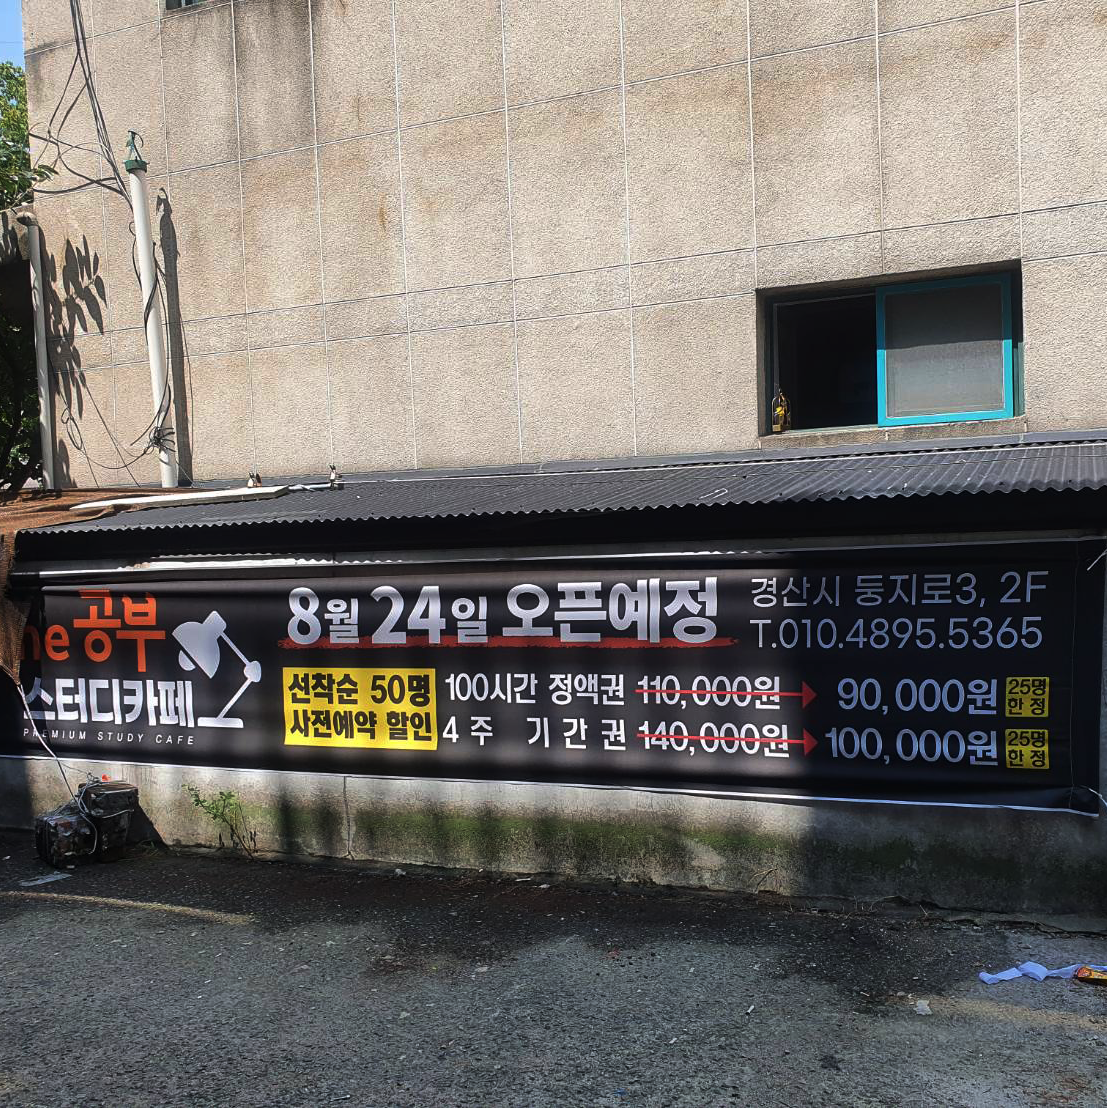 he 공부
스터디카페
PREMIUM STUDY CAFE
8월 24일 오픈예정
선착순 50명
사전예약 할인
100시간 정액권 110,000원 90,000원 25명 한정
4주 기간권 140,000원 100,000원 25명 한정
경산시 둥지로3, 2F
T.010.4895.5365